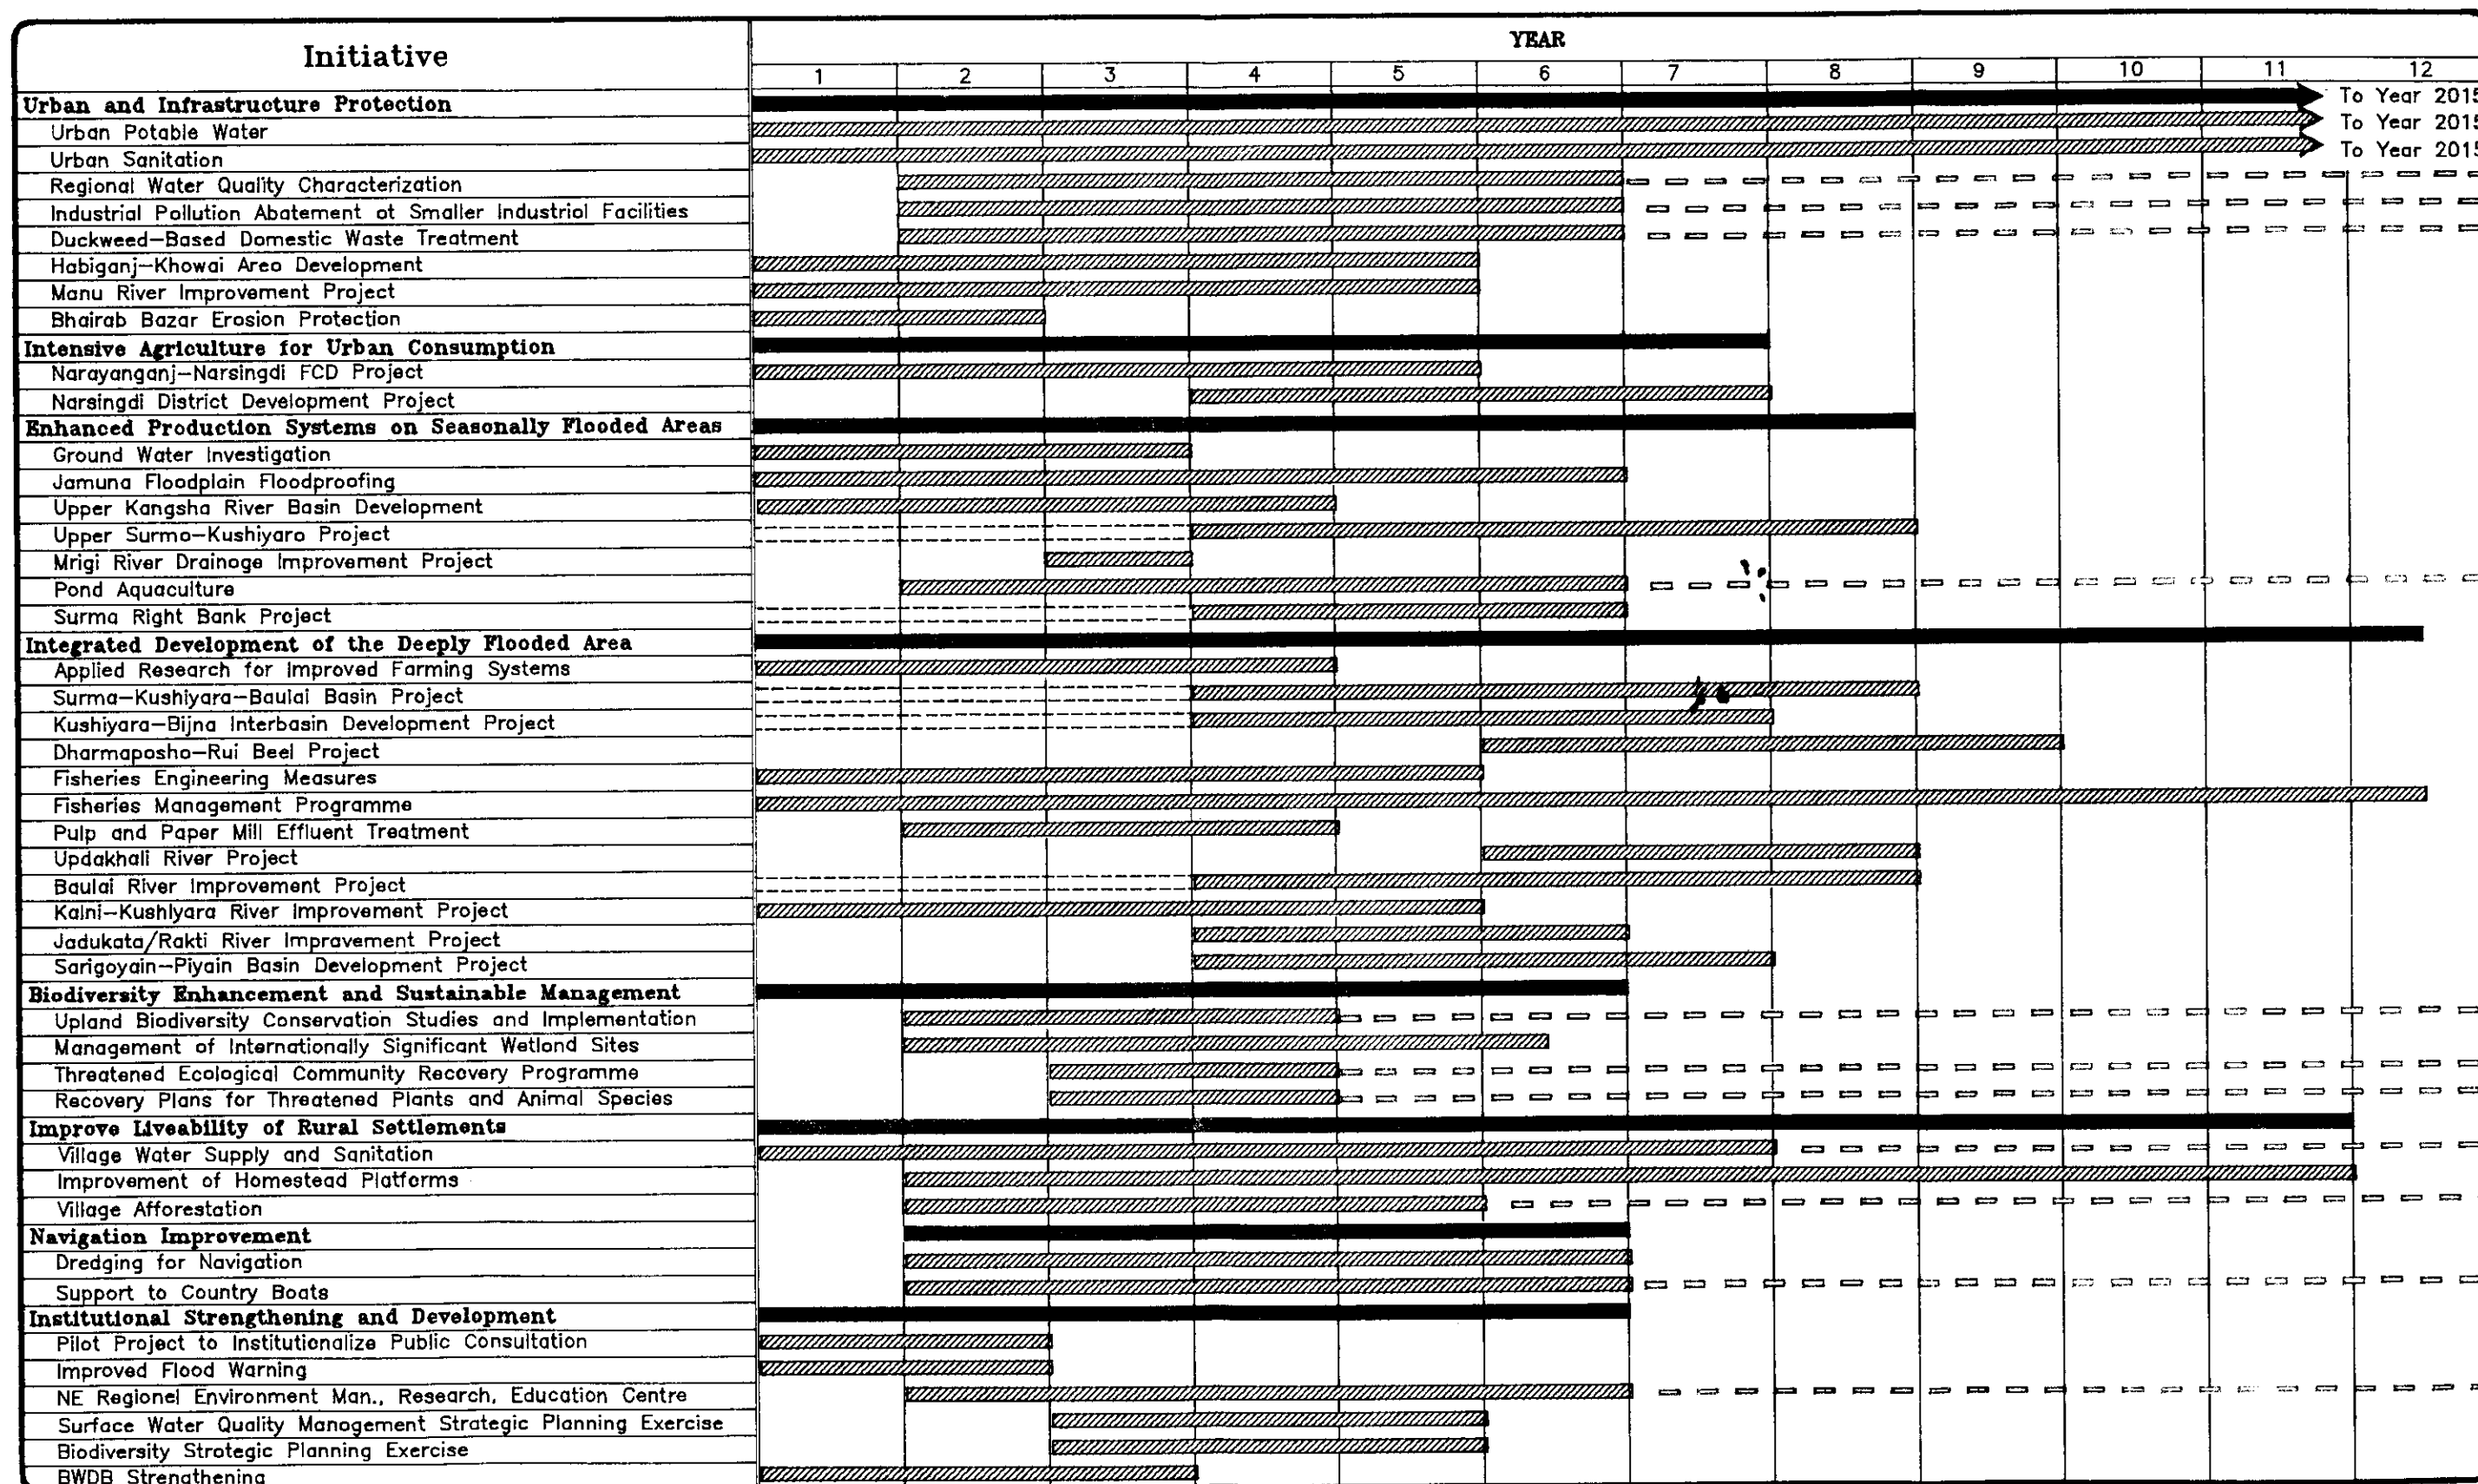 Initiative
YEAR
1 2 3 4 5 6 7 8 9 10 11 12
Urban and Infrastructure Protection To Year 2015
Urban Potable Water To Year 2015
Urban Sanitation To Year 2015
Regional Water Quality Characterization
Industrial Pollution Abatement at Smaller Industrial Facilities
Duckweed-Based Domestic Waste Treatment
Habiganj-Khowai Area Development
Manu River Improvement Project
Bhairab Bazar Erosion Protection
Intensive Agriculture for Urban Consumption
Narayanganj-Narsingdi FCD Project
Narsingdi District Development Project
Enhanced Production Systems on Seasonally Flooded Areas
Ground Water Investigation
Jamuna Floodplain Floodproofing
Upper Kangsha River Basin Development
Upper Surma-Kushiyara Project
Mrigi River Drainage Improvement Project
Pond Aquaculture
Surma Right Bank Project
Integrated Development of the Deeply Flooded Area
Applied Research for Improved Farming Systems
Surma-Kushiyara-Baulai Basin Project
Kushiyara-Bijna Interbasin Development Project
Dharmaposha-Rui Beel Project
Fisheries Engineering Measures
Fisheries Management Programme
Pulp and Paper Mill Effluent Treatment
Updakhali River Project
Baulai River Improvement Project
Kalni-Kushiyara River Improvement Project
Jadukata/Rakti River Improvement Project
Sarigoyain-Piyain Basin Development Project
Biodiversity Enhancement and Sustainable Management
Upland Biodiversity Conservation Studies and Implementation
Management of Internationally Significant Wetland Sites
Threatened Ecological Community Recovery Programme
Recovery Plans for Threatened Plants and Animal Species
Improve Liveability of Rural Settlements
Village Water Supply and Sanitation
Improvement of Homestead Platforms
Village Afforestation
Navigation Improvement
Dredging for Navigation
Support to Country Boats
Institutional Strengthening and Development
Pilot Project to Institutionalize Public Consultation
Improved Flood Warning
NE Regional Environment Man., Research, Education Centre
Surface Water Quality Management Strategic Planning Exercise
Biodiversity Strategic Planning Exercise
BWDB Strengthening